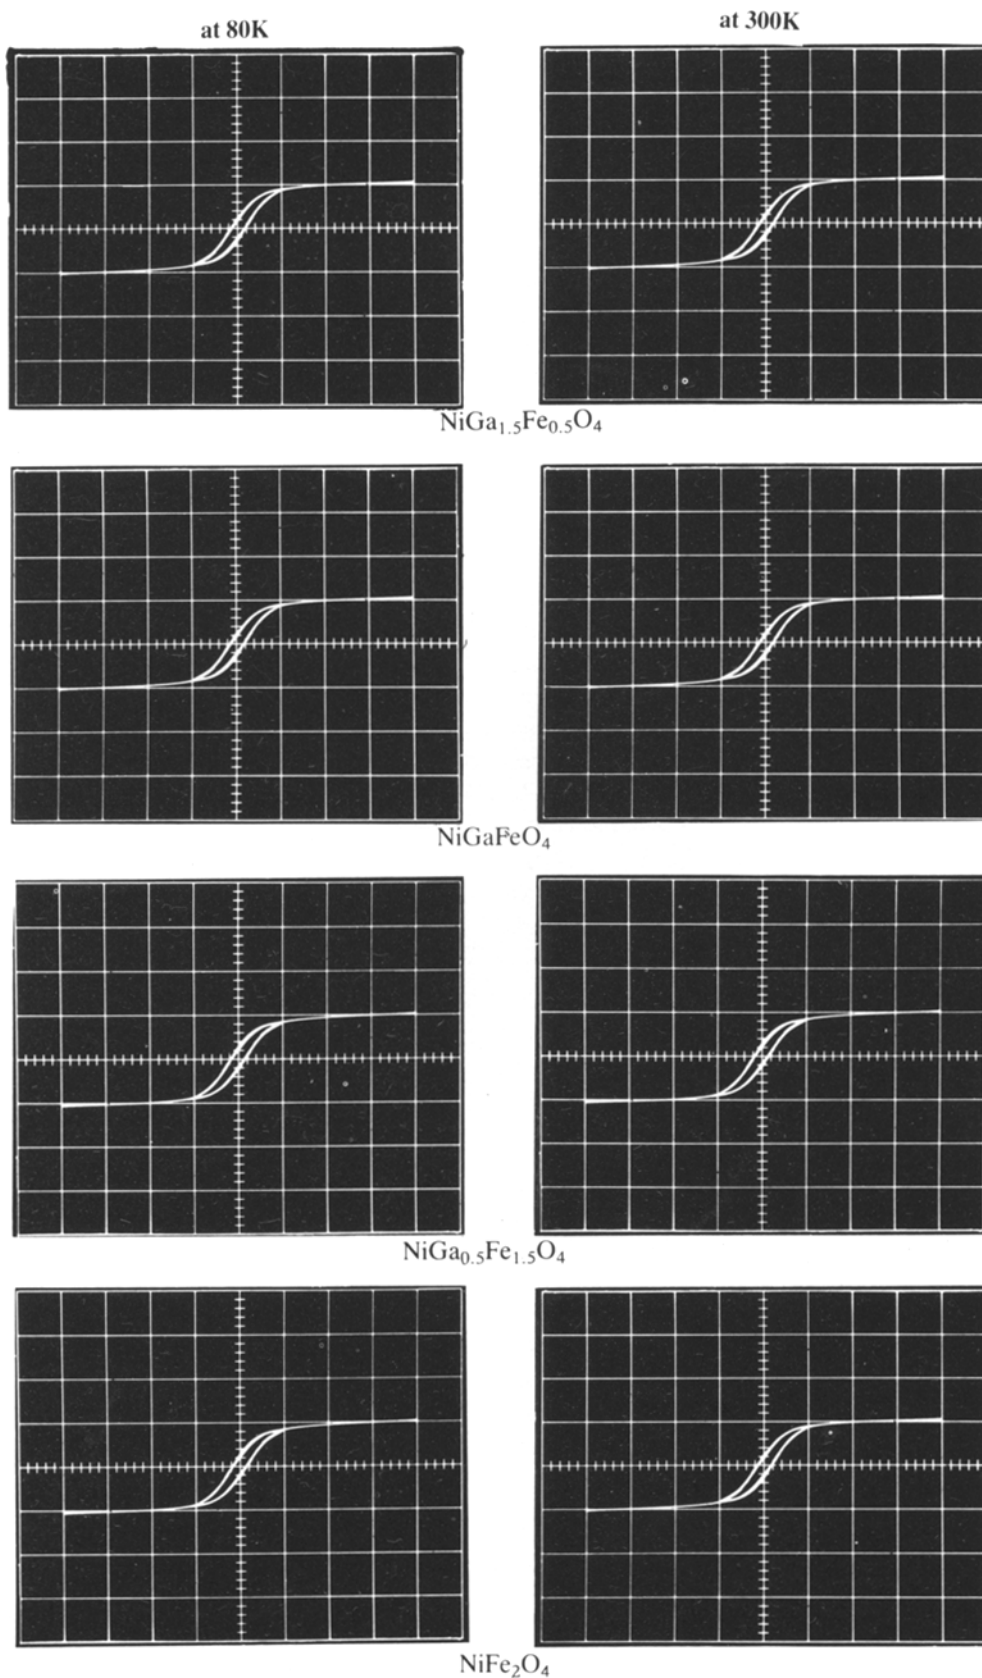 at 80K
at 300K
NiGa₁.₅Fe₀.₅O₄
NiGaFeO₄
NiGa₀.₅Fe₁.₅O₄
NiFe₂O₄